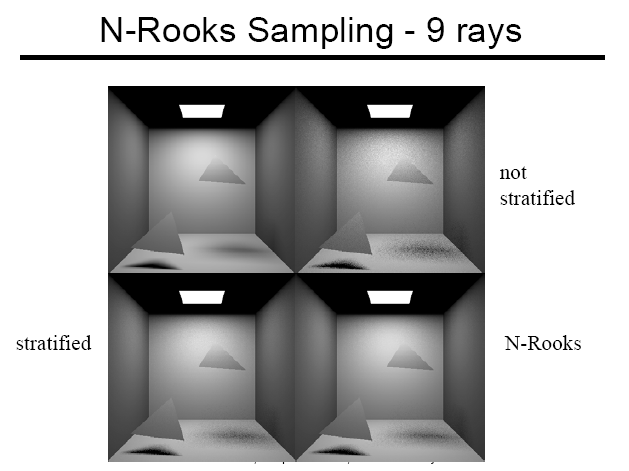 N-Rooks Sampling - 9 rays
not
stratified
stratified
N-Rooks